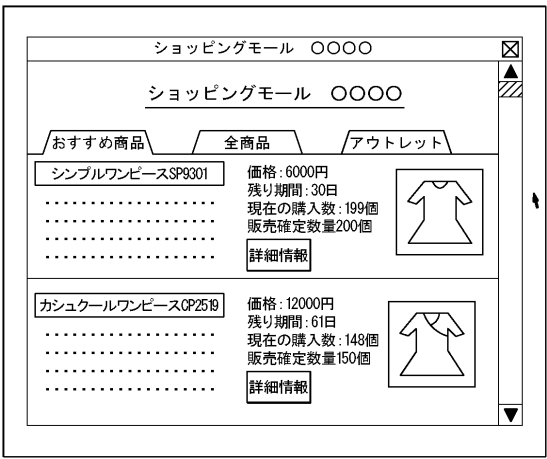 ショッピングモール 〇〇〇〇
ショッピングモール 〇〇〇〇
おすすめ商品 全商品 アウトレット
シンプルワンピースSP9301
価格:6000円
残り期間:30日
現在の購入数:199個
販売確定数量200個
詳細情報
カシュクールワンピースCP2519
価格:12000円
残り期間:61日
現在の購入数:148個
販売確定数量150個
詳細情報